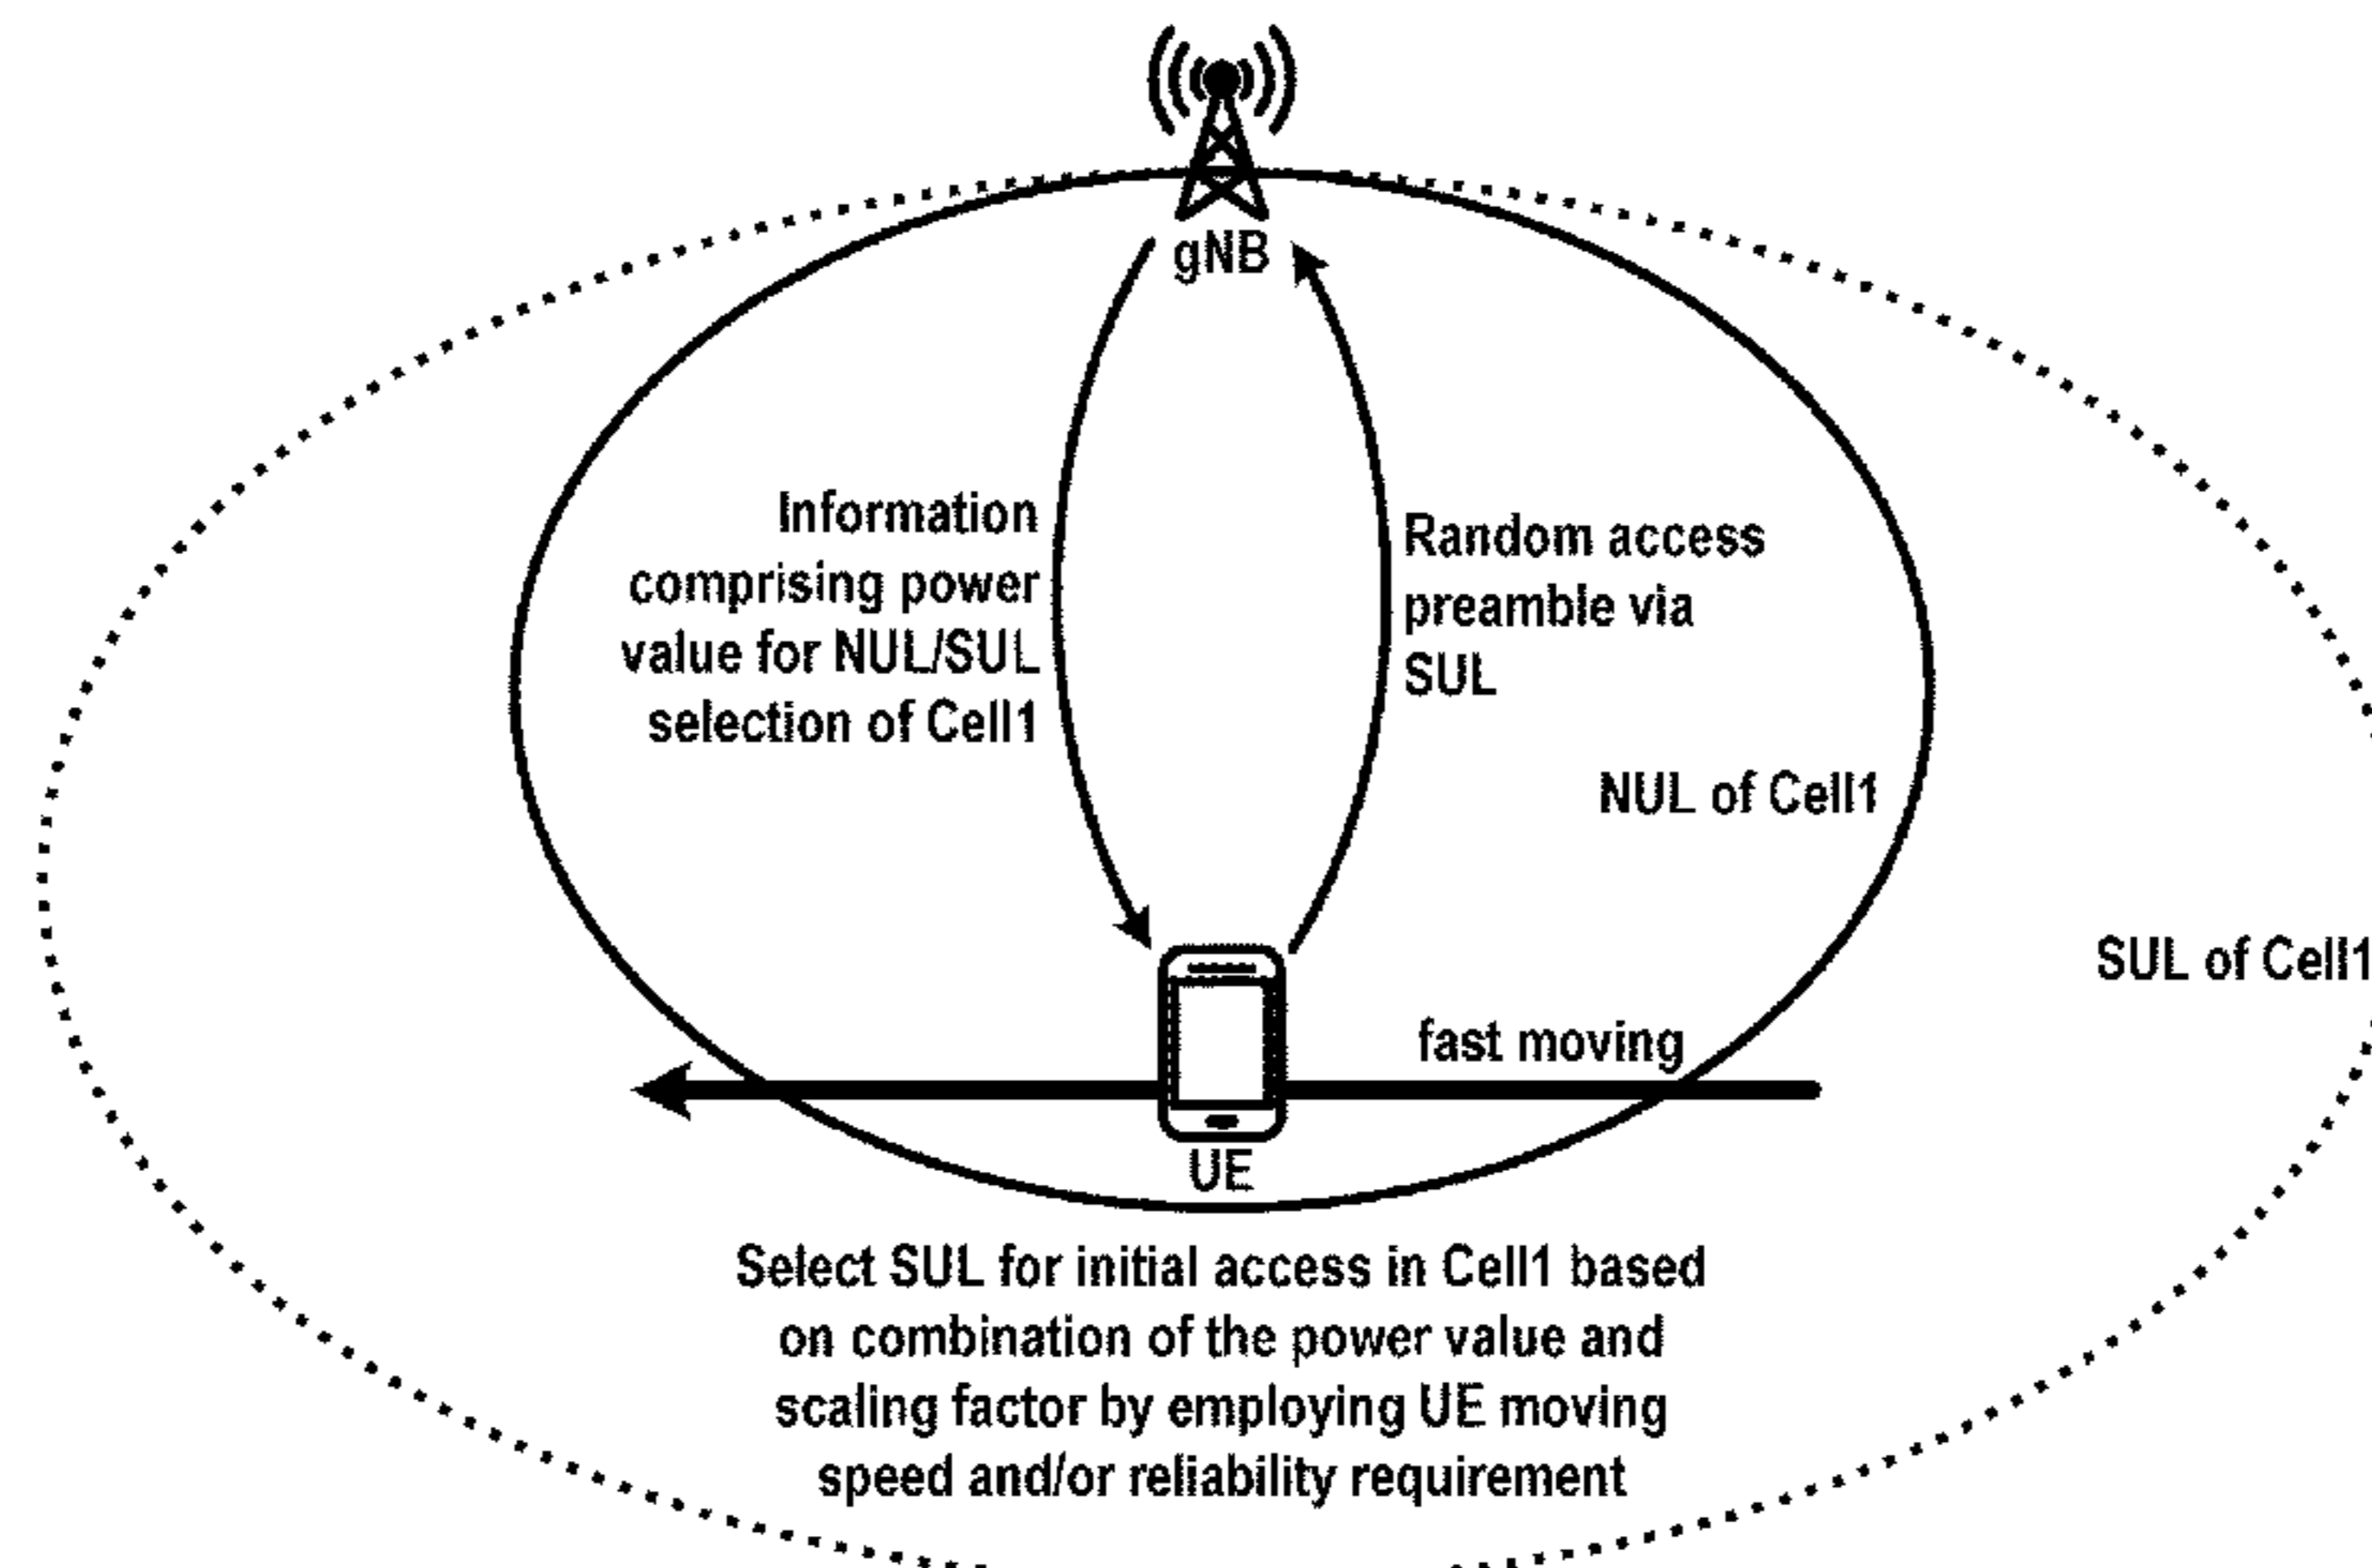 gNB
Information
comprising power
value for NUL/SUL
selection of Cell1
Random access
preamble via
SUL
NUL of Cell1
SUL of Cell1
fast moving
UE
Select SUL for initial access in Cell1 based
on combination of the power value and
scaling factor by employing UE moving
speed and/or reliability requirement